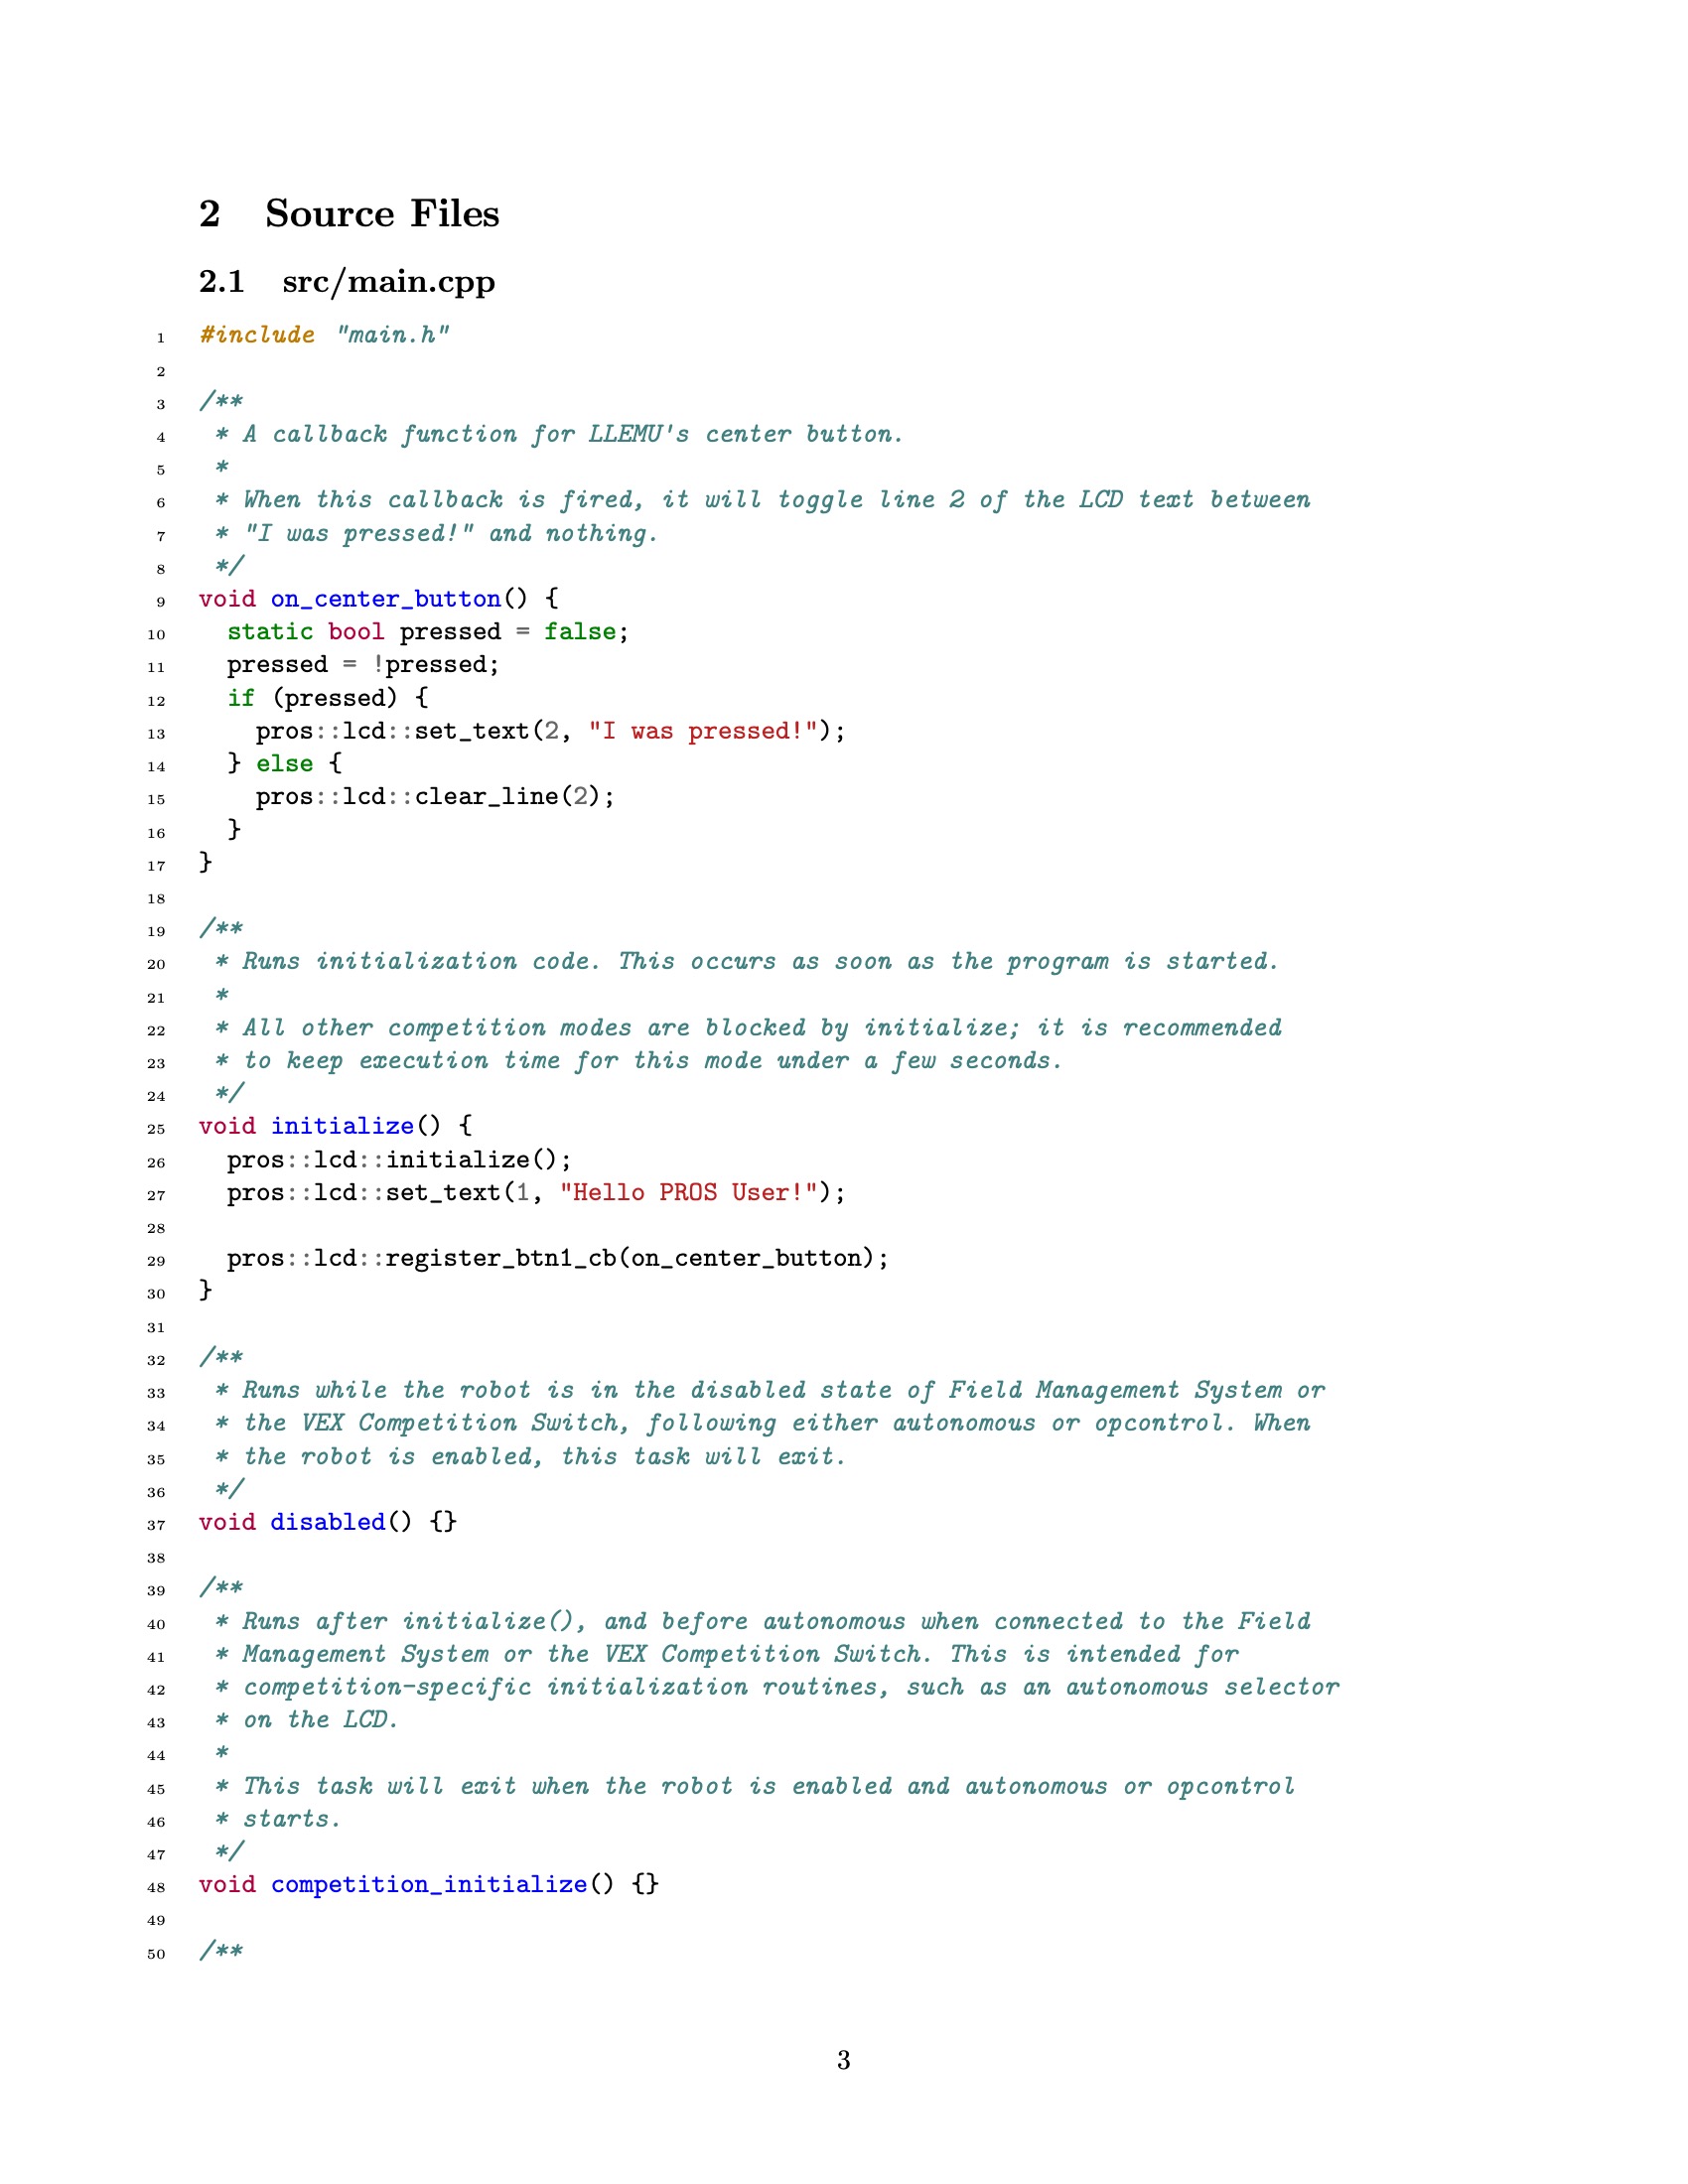 2 Source Files
2.1 src/main.cpp
1 #include "main.h"
2
3 /**
4  * A callback function for LLEMU's center button.
5  *
6  * When this callback is fired, it will toggle line 2 of the LCD text between
7  * "I was pressed!" and nothing.
8  */
9 void on_center_button() {
10   static bool pressed = false;
11   pressed = !pressed;
12   if (pressed) {
13     pros::lcd::set_text(2, "I was pressed!");
14   } else {
15     pros::lcd::clear_line(2);
16   }
17 }
18
19 /**
20  * Runs initialization code. This occurs as soon as the program is started.
21  *
22  * All other competition modes are blocked by initialize; it is recommended
23  * to keep execution time for this mode under a few seconds.
24  */
25 void initialize() {
26   pros::lcd::initialize();
27   pros::lcd::set_text(1, "Hello PROS User!");
28
29   pros::lcd::register_btn1_cb(on_center_button);
30 }
31
32 /**
33  * Runs while the robot is in the disabled state of Field Management System or
34  * the VEX Competition Switch, following either autonomous or opcontrol. When
35  * the robot is enabled, this task will exit.
36  */
37 void disabled() {}
38
39 /**
40  * Runs after initialize(), and before autonomous when connected to the Field
41  * Management System or the VEX Competition Switch. This is intended for
42  * competition-specific initialization routines, such as an autonomous selector
43  * on the LCD.
44  *
45  * This task will exit when the robot is enabled and autonomous or opcontrol
46  * starts.
47  */
48 void competition_initialize() {}
49
50 /**
3